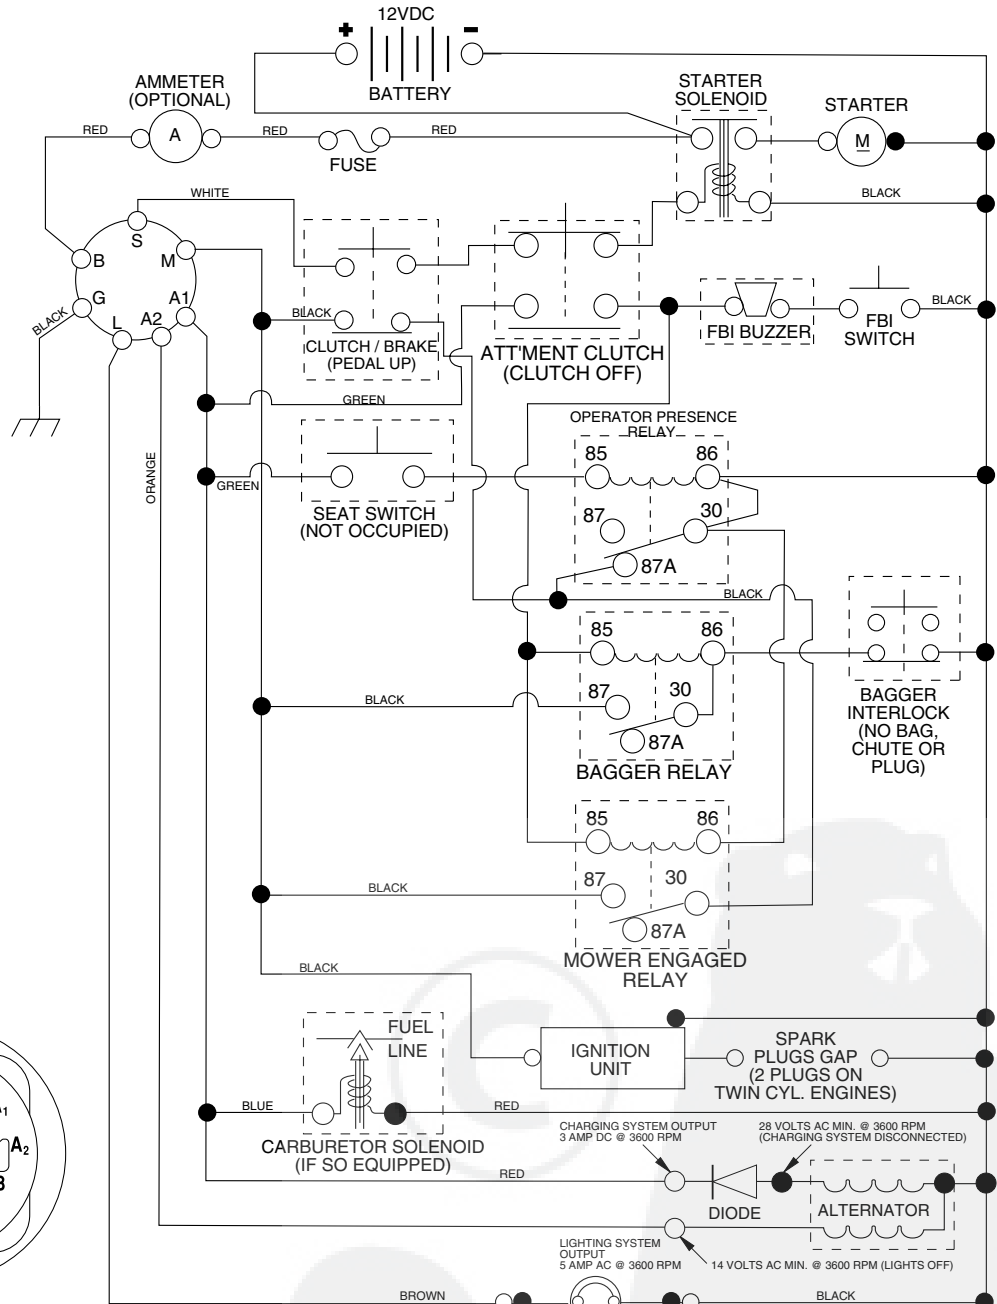 12VDC
+
-
BATTERY
AMMETER
(OPTIONAL)
STARTER
SOLENOID
STARTER
RED
A
RED
FUSE
RED
M
WHITE
BLACK
S
B
M
G
A1
L
A2
BLACK
BLACK
CLUTCH / BRAKE
(PEDAL UP)
ATT'MENT CLUTCH
(CLUTCH OFF)
FBI BUZZER
FBI
SWITCH
BLACK
GREEN
OPERATOR PRESENCE
RELAY
85
86
ORANGE
GREEN
SEAT SWITCH
(NOT OCCUPIED)
87
30
87A
BLACK
85
86
BLACK
87
30
87A
BAGGER RELAY
BAGGER
INTERLOCK
(NO BAG,
CHUTE OR
PLUG)
85
86
BLACK
87
30
87A
MOWER ENGAGED
RELAY
BLACK
©
FUEL
LINE
IGNITION
UNIT
SPARK
PLUGS GAP
(2 PLUGS ON
TWIN CYL. ENGINES)
BLUE
RED
CARBURETOR SOLENOID
(IF SO EQUIPPED)
CHARGING SYSTEM OUTPUT
3 AMP DC @ 3600 RPM
28 VOLTS AC MIN. @ 3600 RPM
(CHARGING SYSTEM DISCONNECTED)
RED
DIODE
ALTERNATOR
LIGHTING SYSTEM
OUTPUT
5 AMP AC @ 3600 RPM
14 VOLTS AC MIN. @ 3600 RPM (LIGHTS OFF)
BROWN
BLACK
A2